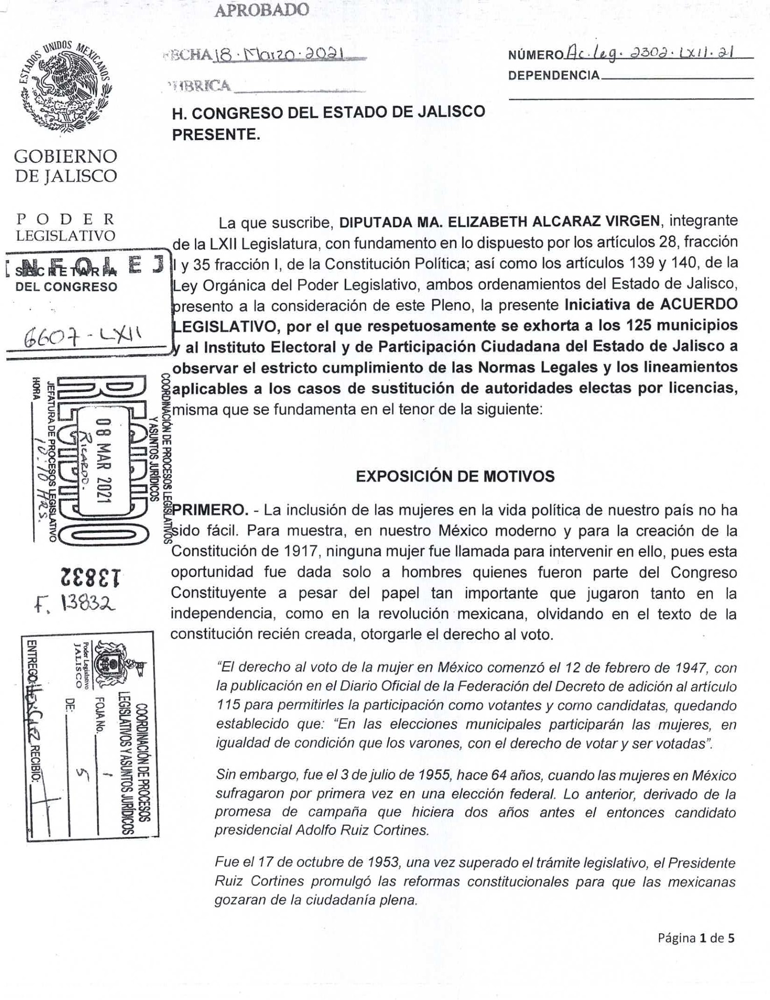 APROBADO
FECHA 18 · Marzo · 2021
NÚMERO Ac. leg. 2302 · LXII · 21
RÚBRICA
DEPENDENCIA
ESTADOS UNIDOS MEXICANOS
H. CONGRESO DEL ESTADO DE JALISCO
PRESENTE.
GOBIERNO
DE JALISCO
PODER
LEGISLATIVO
INFOLEJ
SECRETARÍA
DEL CONGRESO
6607 - LXII
La que suscribe, DIPUTADA MA. ELIZABETH ALCARAZ VIRGEN, integrante
de la LXII Legislatura, con fundamento en lo dispuesto por los artículos 28, fracción
I y 35 fracción I, de la Constitución Política; así como los artículos 139 y 140, de la
Ley Orgánica del Poder Legislativo, ambos ordenamientos del Estado de Jalisco,
presento a la consideración de este Pleno, la presente Iniciativa de ACUERDO
LEGISLATIVO, por el que respetuosamente se exhorta a los 125 municipios
y al Instituto Electoral y de Participación Ciudadana del Estado de Jalisco a
observar el estricto cumplimiento de las Normas Legales y los lineamientos
aplicables a los casos de sustitución de autoridades electas por licencias,
misma que se fundamenta en el tenor de la siguiente:
COORDINACIÓN DE PROCESOS LEGISLATIVOS
Y ASUNTOS JURÍDICOS
RECIBIDO
08 MAR 2021
RICARDO.
JEFATURA DE PROCESOS LEGISLATIVO
HORA 10:10 HRS.
13832
F. 13832
EXPOSICIÓN DE MOTIVOS
PRIMERO. - La inclusión de las mujeres en la vida política de nuestro país no ha
sido fácil. Para muestra, en nuestro México moderno y para la creación de la
Constitución de 1917, ninguna mujer fue llamada para intervenir en ello, pues esta
oportunidad fue dada solo a hombres quienes fueron parte del Congreso
Constituyente a pesar del papel tan importante que jugaron tanto en la
independencia, como en la revolución mexicana, olvidando en el texto de la
constitución recién creada, otorgarle el derecho al voto.
Poder Legislativo
JALISCO
COORDINACIÓN DE PROCESOS
LEGISLATIVOS Y ASUNTOS JURÍDICOS
FOJA No. 1
DE: 5
ENTREGO: RECIBIO:
“El derecho al voto de la mujer en México comenzó el 12 de febrero de 1947, con
la publicación en el Diario Oficial de la Federación del Decreto de adición al artículo
115 para permitirles la participación como votantes y como candidatas, quedando
establecido que: “En las elecciones municipales participarán las mujeres, en
igualdad de condición que los varones, con el derecho de votar y ser votadas”.
Sin embargo, fue el 3 de julio de 1955, hace 64 años, cuando las mujeres en México
sufragaron por primera vez en una elección federal. Lo anterior, derivado de la
promesa de campaña que hiciera dos años antes el entonces candidato
presidencial Adolfo Ruiz Cortines.
Fue el 17 de octubre de 1953, una vez superado el trámite legislativo, el Presidente
Ruiz Cortines promulgó las reformas constitucionales para que las mexicanas
gozaran de la ciudadanía plena.
Página 1 de 5